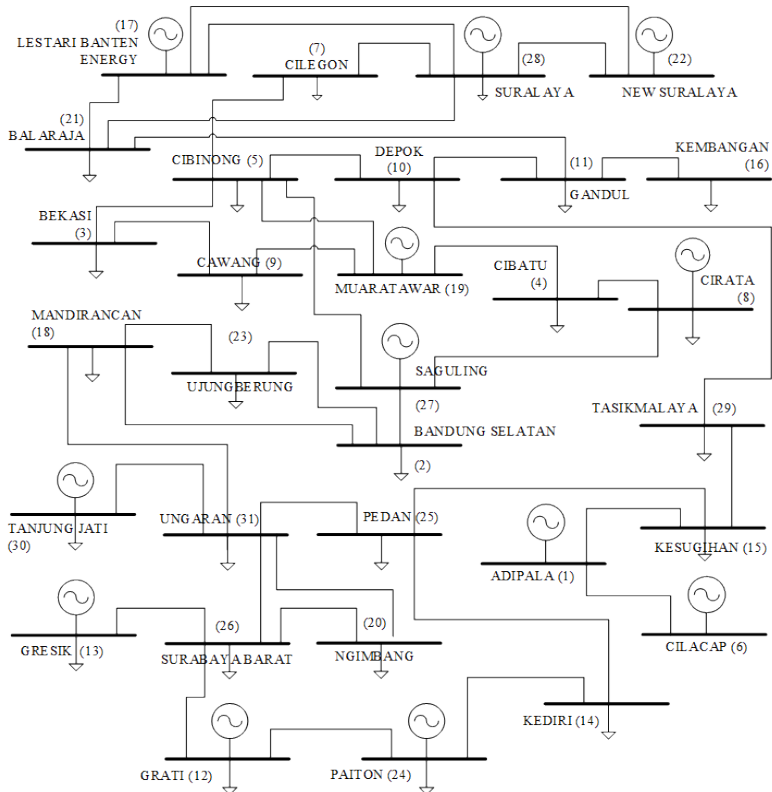 (17)
LESTARI BANTEN
ENERGY
(7)
CILEGON
(28)
SURALAYA
(22)
NEW SURALAYA
(21)
BALARAJA
CIBINONG (5)
DEPOK
(10)
(11)
GANDUL
KEMBANGAN
(16)
BEKASI
(3)
CAWANG (9)
MUARATAWAR (19)
CIBATU
(4)
CIRATA
(8)
MANDIRANCAN
(18)
(23)
UJUNGBERUNG
SAGULING
(27)
TASIKMALAYA (29)
BANDUNG SELATAN
(2)
TANJUNG JATI
(30)
UNGARAN (31)
PEDAN (25)
KESUGIHAN (15)
ADIPALA (1)
GRESIK (13)
(26)
SURABAYA BARAT
(20)
NGIMBANG
CILACAP (6)
KEDIRI (14)
GRATI (12)
PAITON (24)